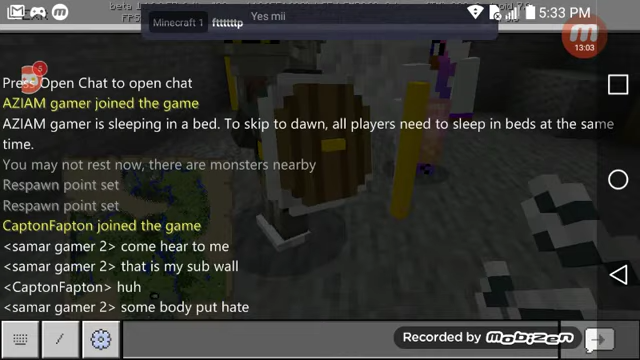 beta
5:33 PM
Minecraft 1 ftttttp Yes mii
FPS
13:03
5
Press Open Chat to open chat
AZIAM gamer joined the game
AZIAM gamer is sleeping in a bed. To skip to dawn, all players need to sleep in beds at the same
time.
You may not rest now, there are monsters nearby
Respawn point set
Respawn point set
CaptonFapton joined the game
<samar gamer 2> come hear to me
<samar gamer 2> that is my sub wall
<CaptonFapton> huh
<samar gamer 2> some body put hate
/
Recorded by Mobizen